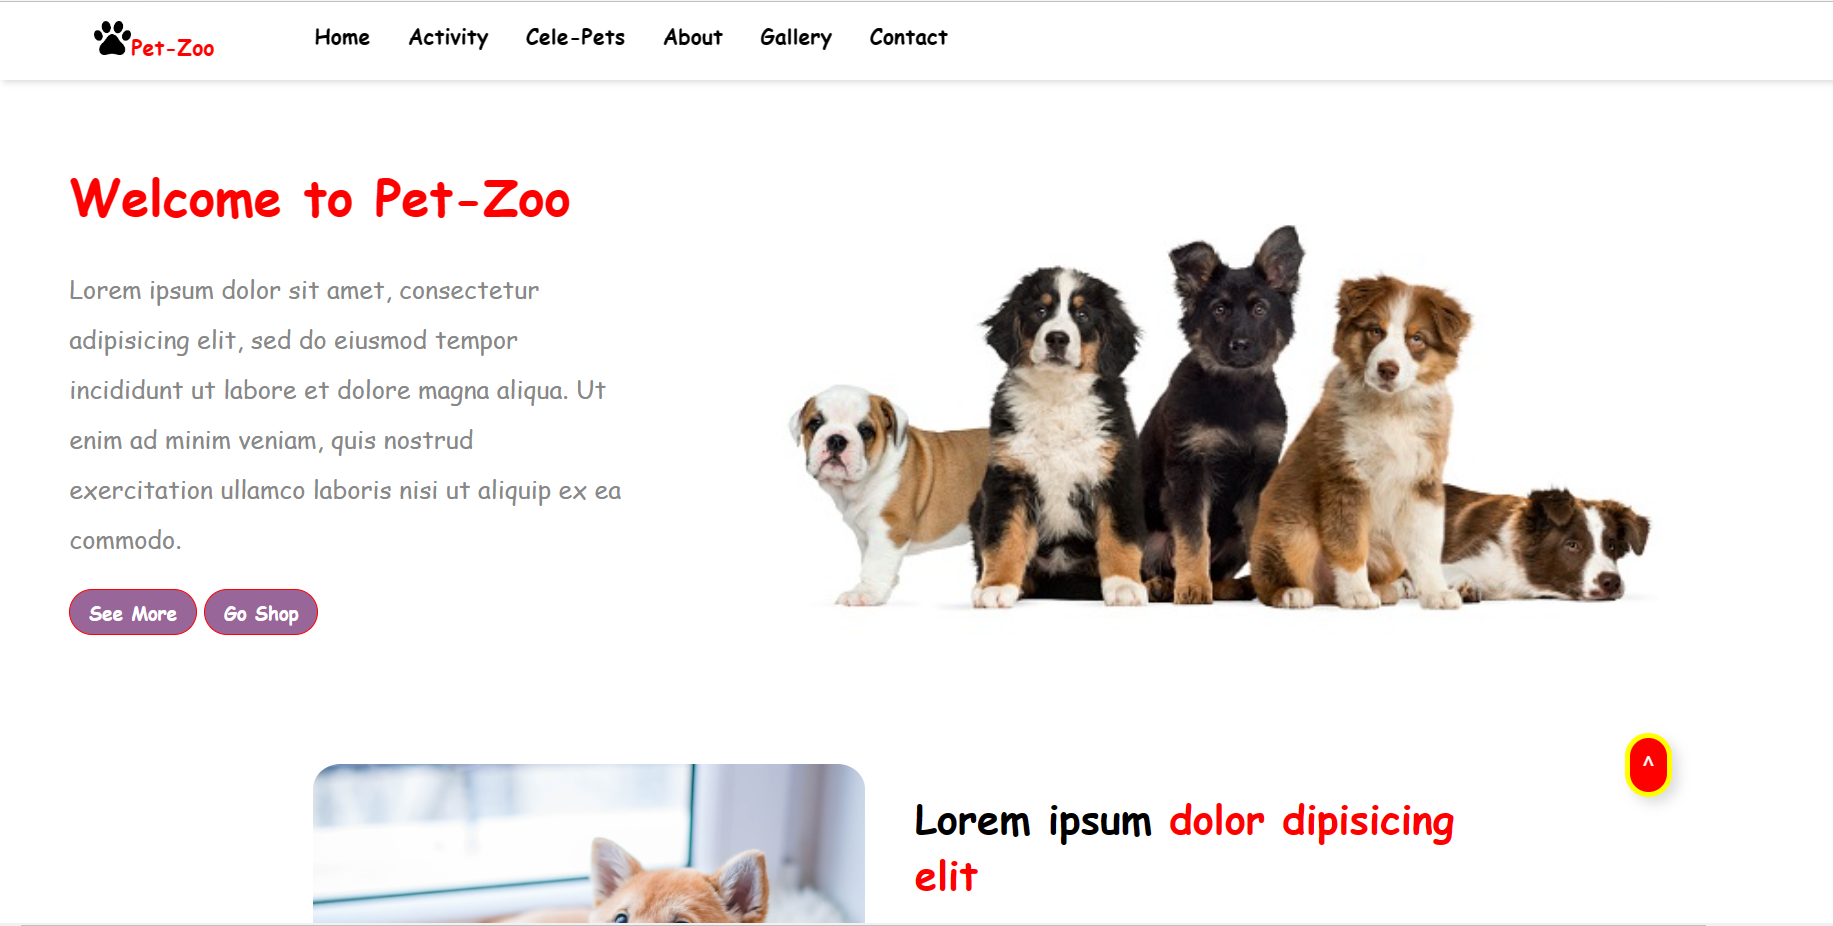 Pet-Zoo Home Activity Cele-Pets About Gallery Contact
Welcome to Pet-Zoo
Lorem ipsum dolor sit amet, consectetur
adipisicing elit, sed do eiusmod tempor
incididunt ut labore et dolore magna aliqua. Ut
enim ad minim veniam, quis nostrud
exercitation ullamco laboris nisi ut aliquip ex ea
commodo.
See More Go Shop
^
Lorem ipsum dolor dipisicing
elit